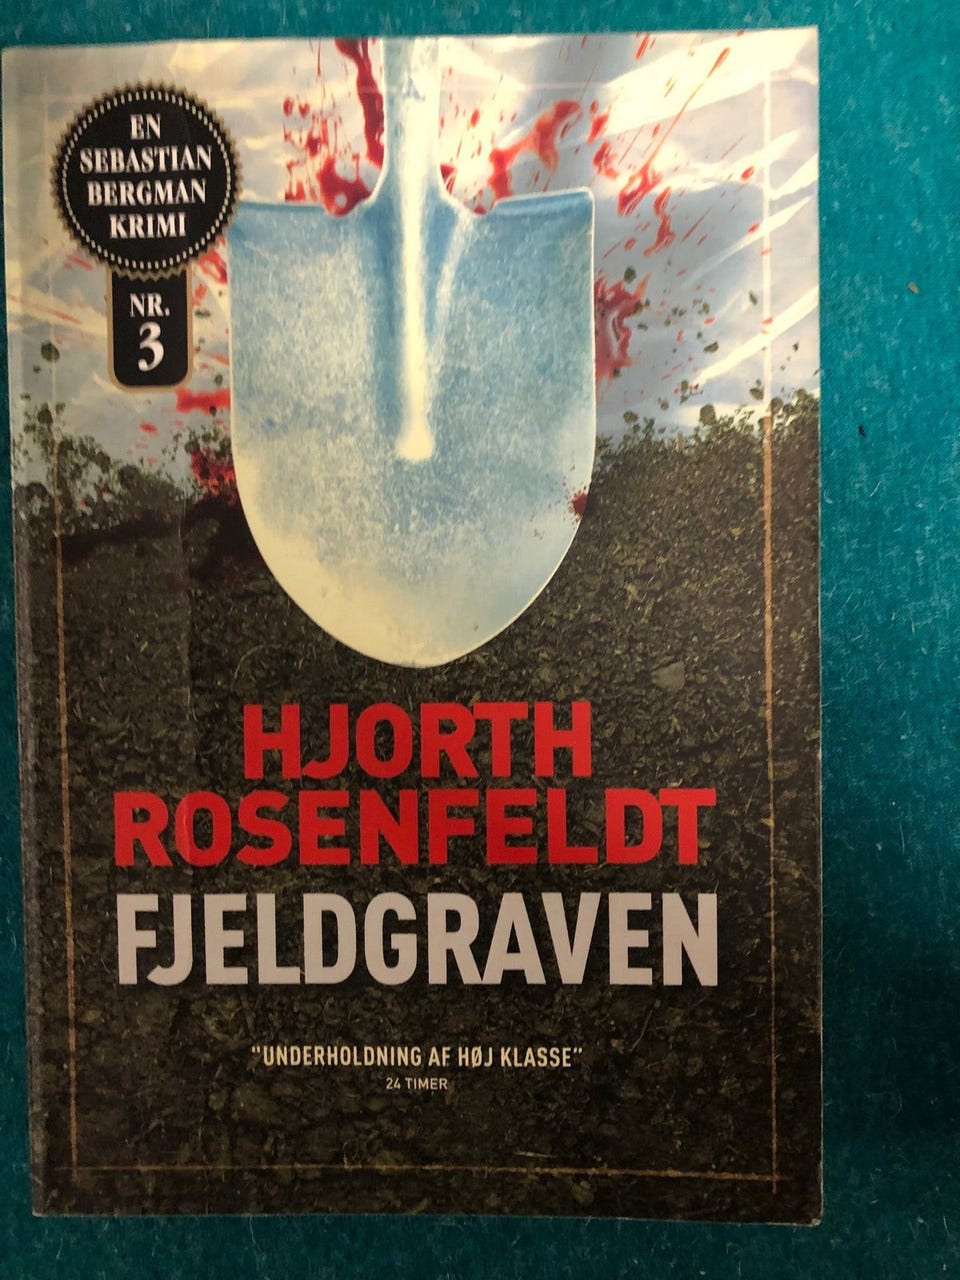 EN
SEBASTIAN
BERGMAN
KRIMI
NR.
3
HJORTH
ROSENFELDT
FJELDGRAVEN
"UNDERHOLDNING AF HØJ KLASSE"
24 TIMER